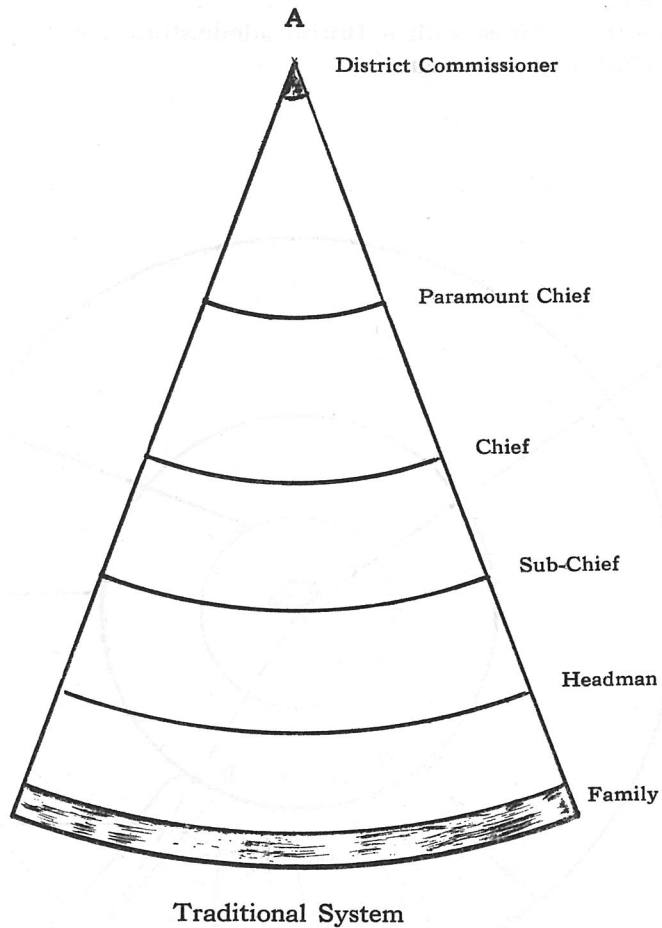 A
District Commissioner
Paramount Chief
Chief
Sub-Chief
Headman
Family
Traditional System